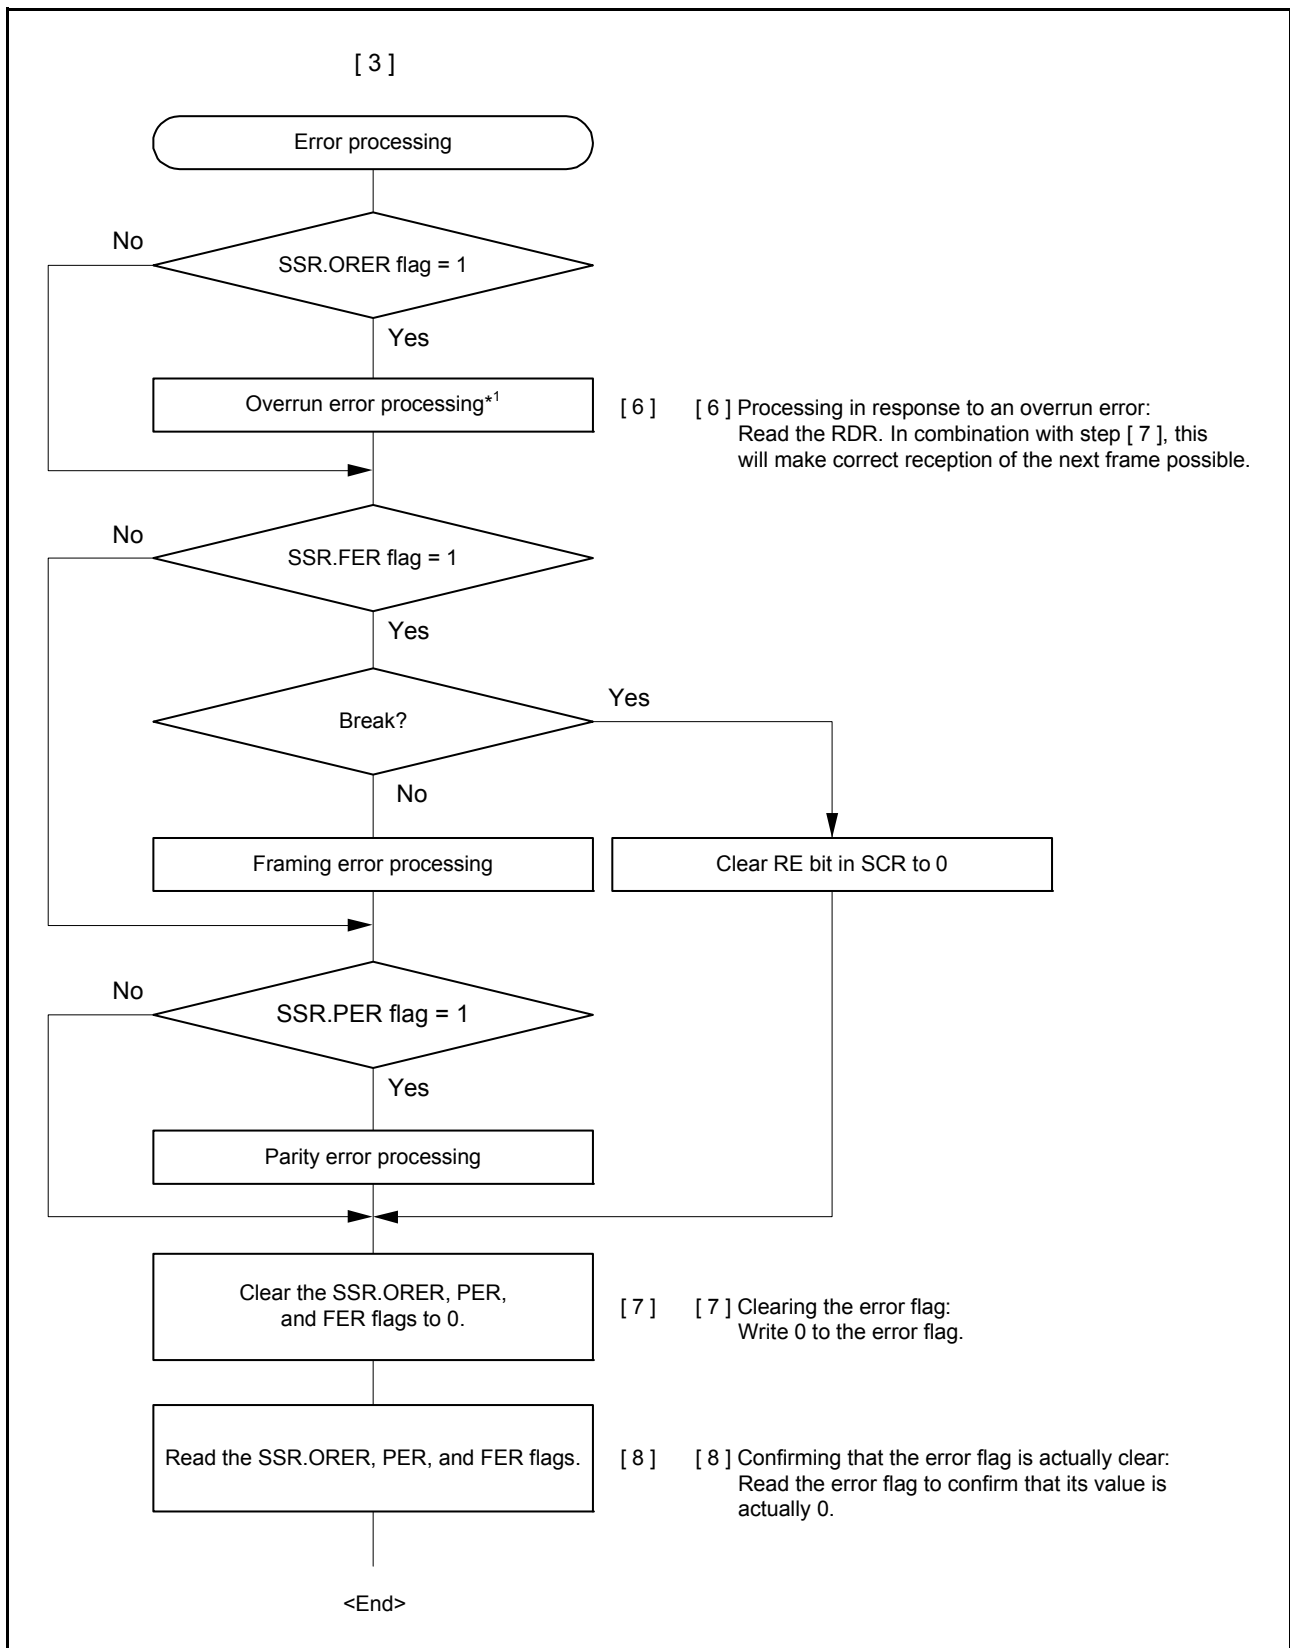 [ 3 ]
Error processing
No
SSR.ORER flag = 1
Yes
Overrun error processing*1
[ 6 ]
[ 6 ] Processing in response to an overrun error:
Read the RDR. In combination with step [ 7 ], this
will make correct reception of the next frame possible.
No
SSR.FER flag = 1
Yes
Break?
Yes
No
Framing error processing
Clear RE bit in SCR to 0
No
SSR.PER flag = 1
Yes
Parity error processing
Clear the SSR.ORER, PER,
and FER flags to 0.
[ 7 ]
[ 7 ] Clearing the error flag:
Write 0 to the error flag.
Read the SSR.ORER, PER, and FER flags.
[ 8 ]
[ 8 ] Confirming that the error flag is actually clear:
Read the error flag to confirm that its value is
actually 0.
<End>